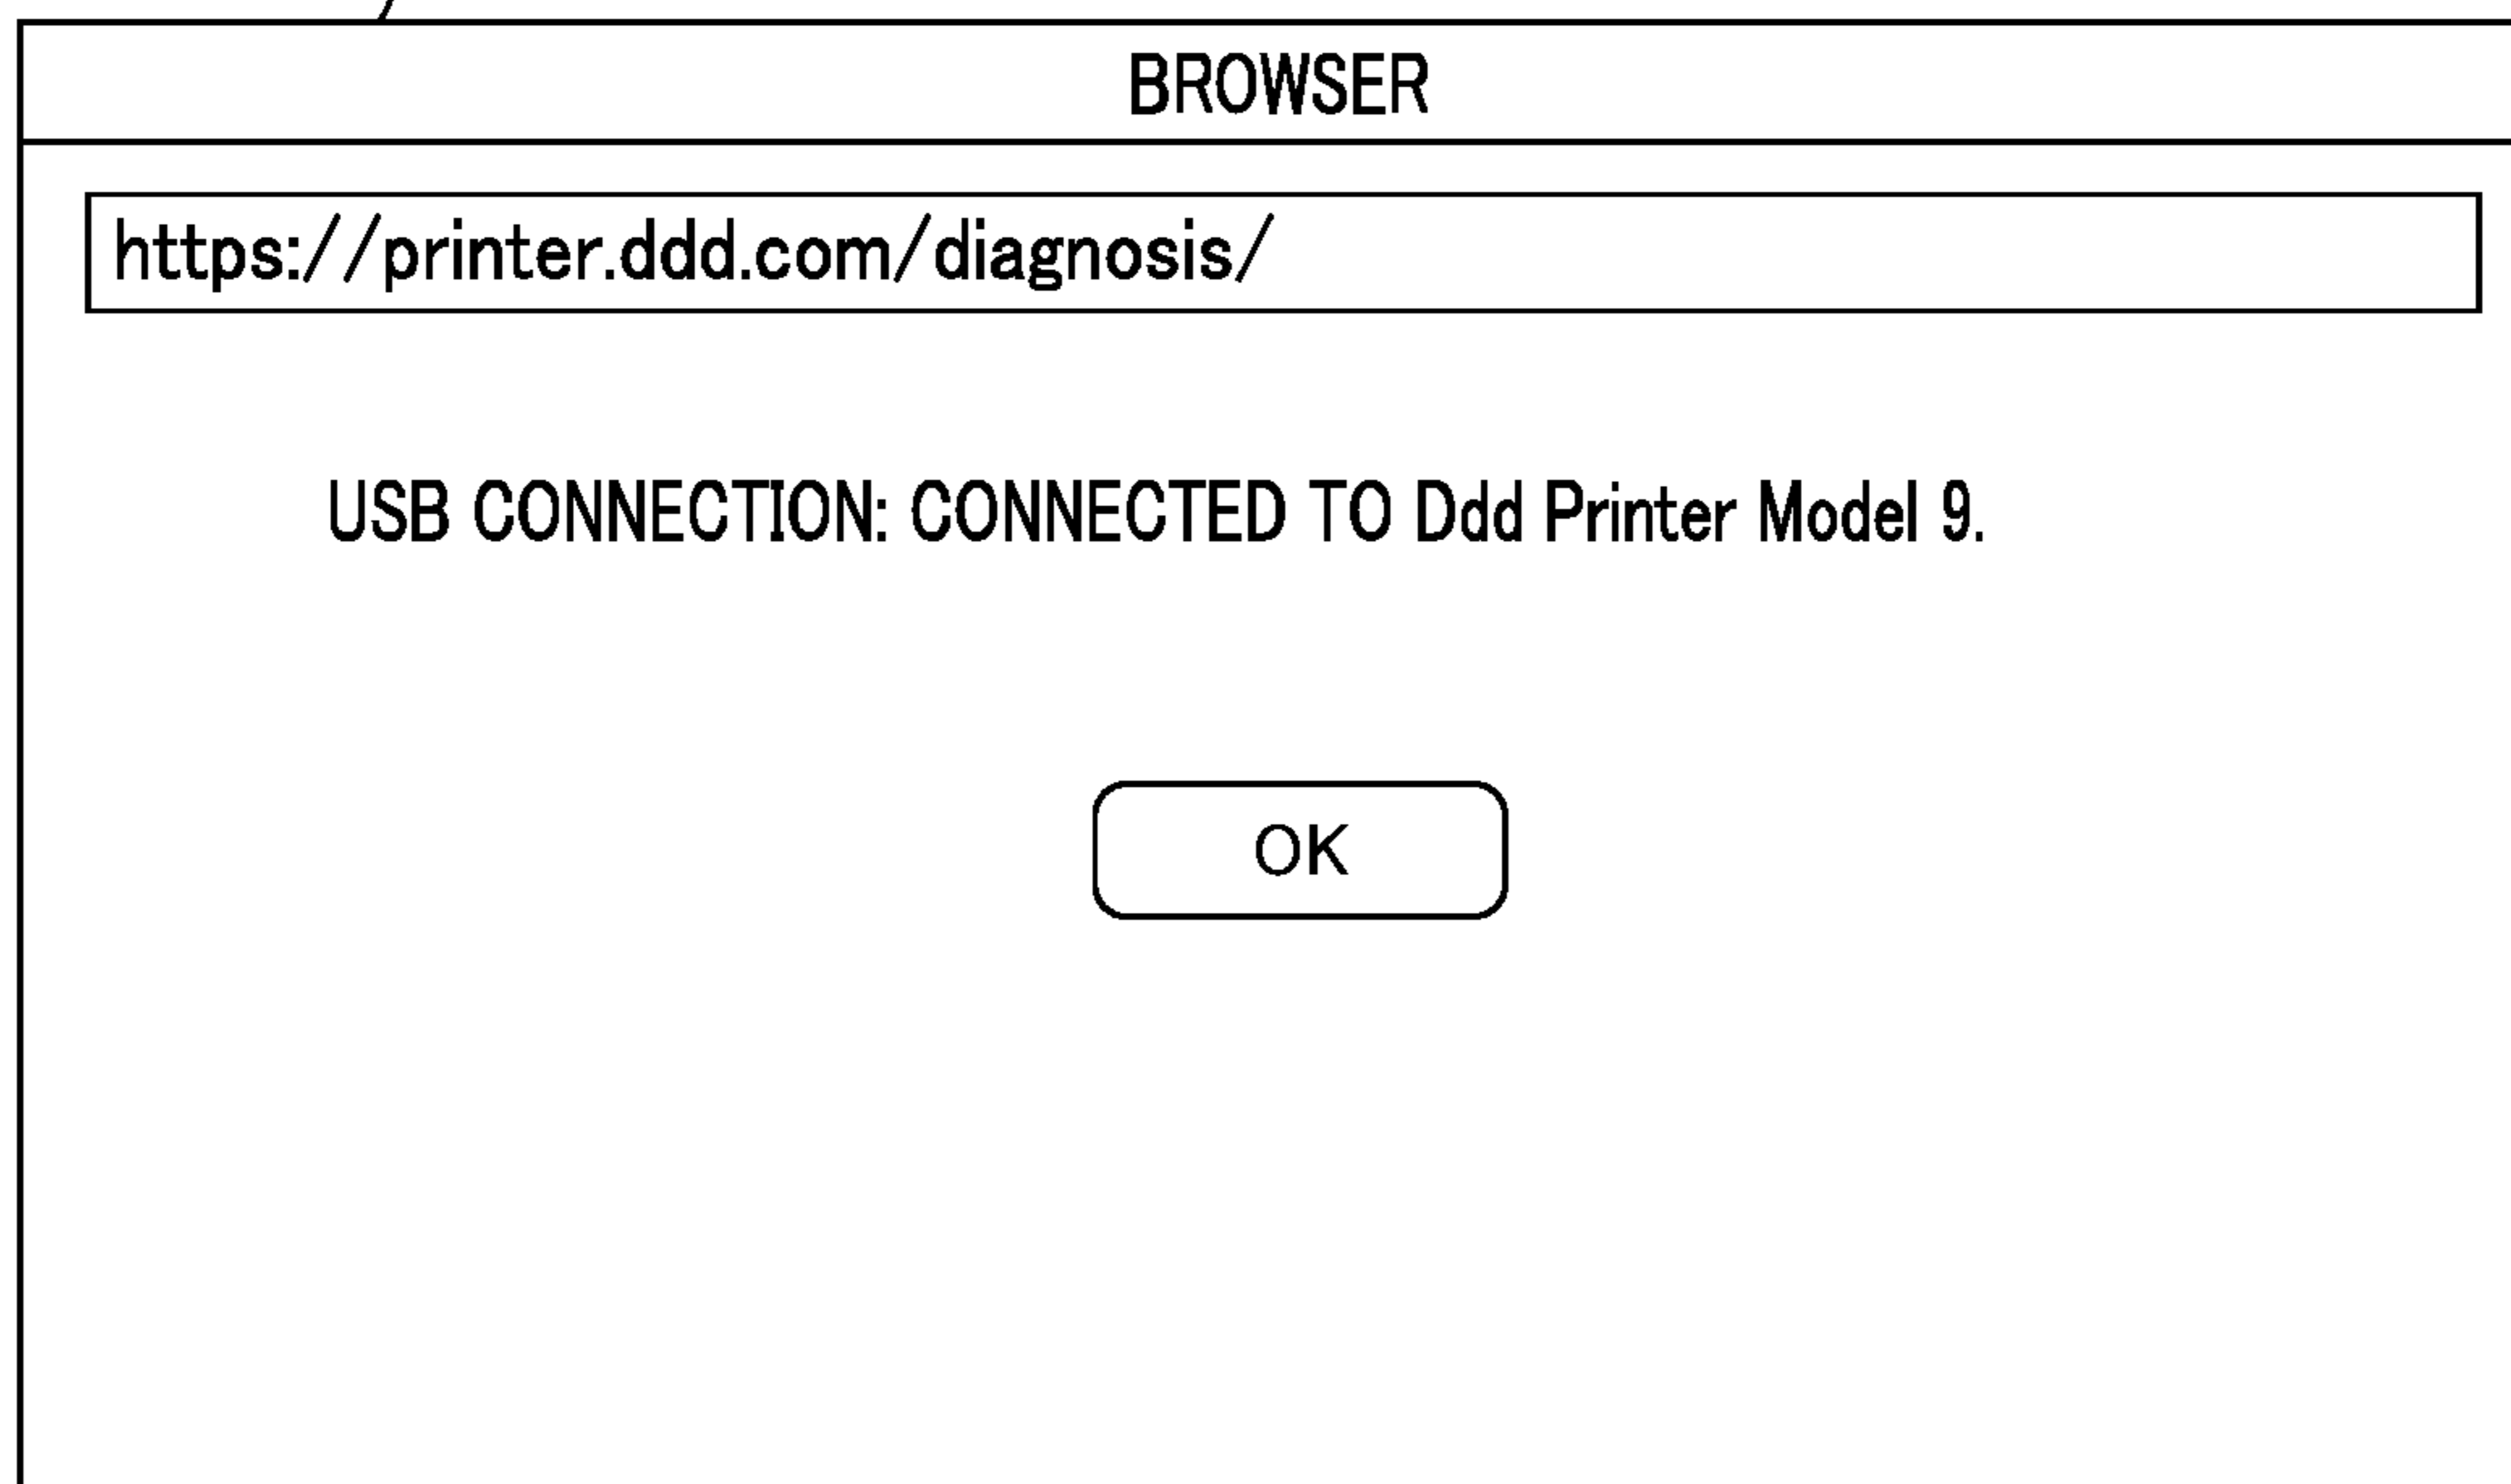 BROWSER
https://printer.ddd.com/diagnosis/
USB CONNECTION: CONNECTED TO Ddd Printer Model 9.
OK